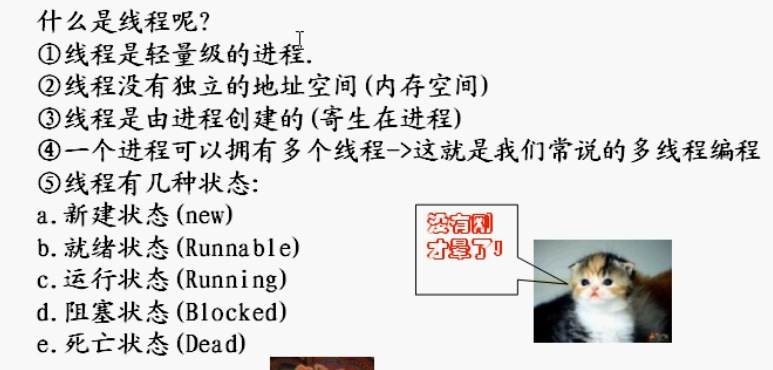 什么是线程呢?
①线程是轻量级的进程.
②线程没有独立的地址空间(内存空间)
③线程是由进程创建的(寄生在进程)
④一个进程可以拥有多个线程->这就是我们常说的多线程编程
⑤线程有几种状态:
a.新建状态(new)
b.就绪状态(Runnable)
c.运行状态(Running)
d.阻塞状态(Blocked)
e.死亡状态(Dead)
没有刚
才晕了!